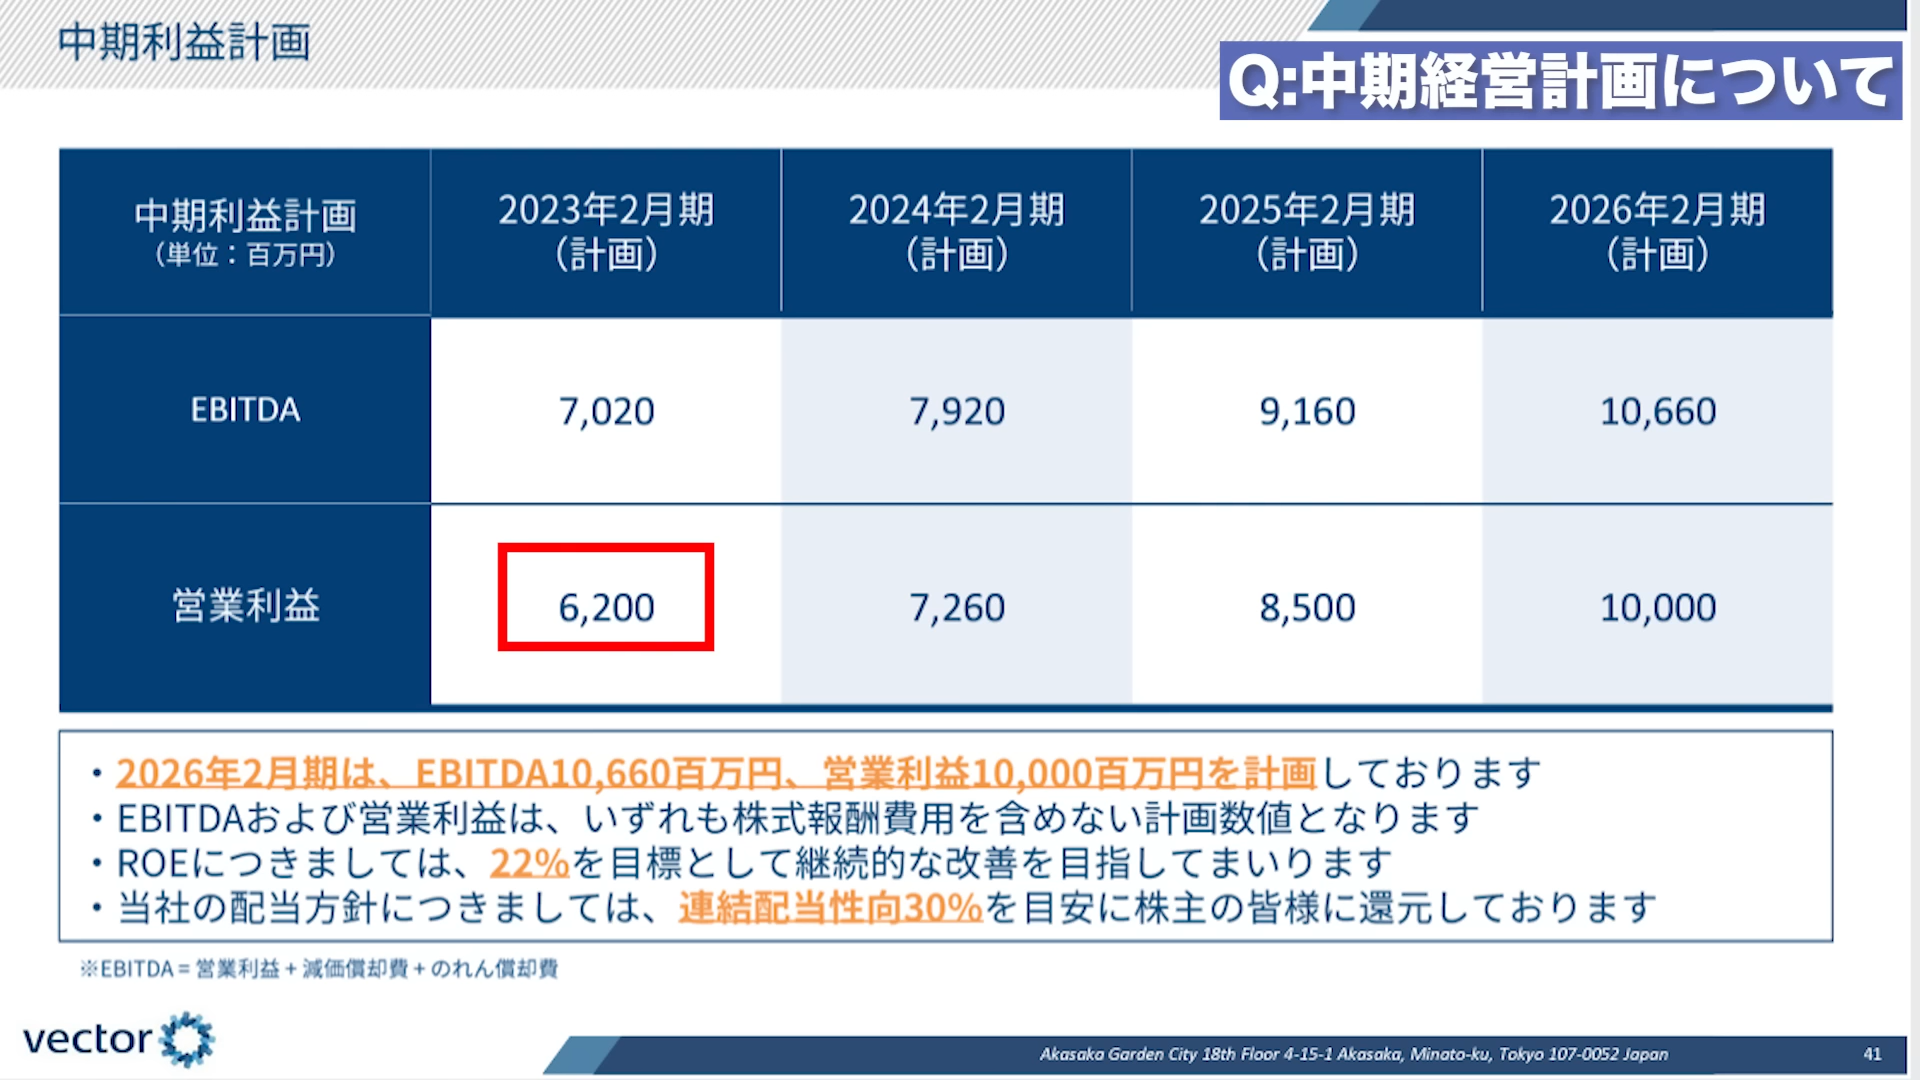 中期利益計画
Q:中期経営計画について
中期利益計画
（単位：百万円）
2023年2月期
（計画）
2024年2月期
（計画）
2025年2月期
（計画）
2026年2月期
（計画）
EBITDA
7,020
7,920
9,160
10,660
営業利益
6,200
7,260
8,500
10,000
・2026年2月期は、EBITDA10,660百万円、営業利益10,000百万円を計画しております
・EBITDAおよび営業利益は、いずれも株式報酬費用を含めない計画数値となります
・ROEにつきましては、22%を目標として継続的な改善を目指してまいります
・当社の配当方針につきましては、連結配当性向30%を目安に株主の皆様に還元しております
※EBITDA = 営業利益 + 減価償却費 + のれん償却費
vector
Akasaka Garden City 18th Floor 4-15-1 Akasaka, Minato-ku, Tokyo 107-0052 Japan
41